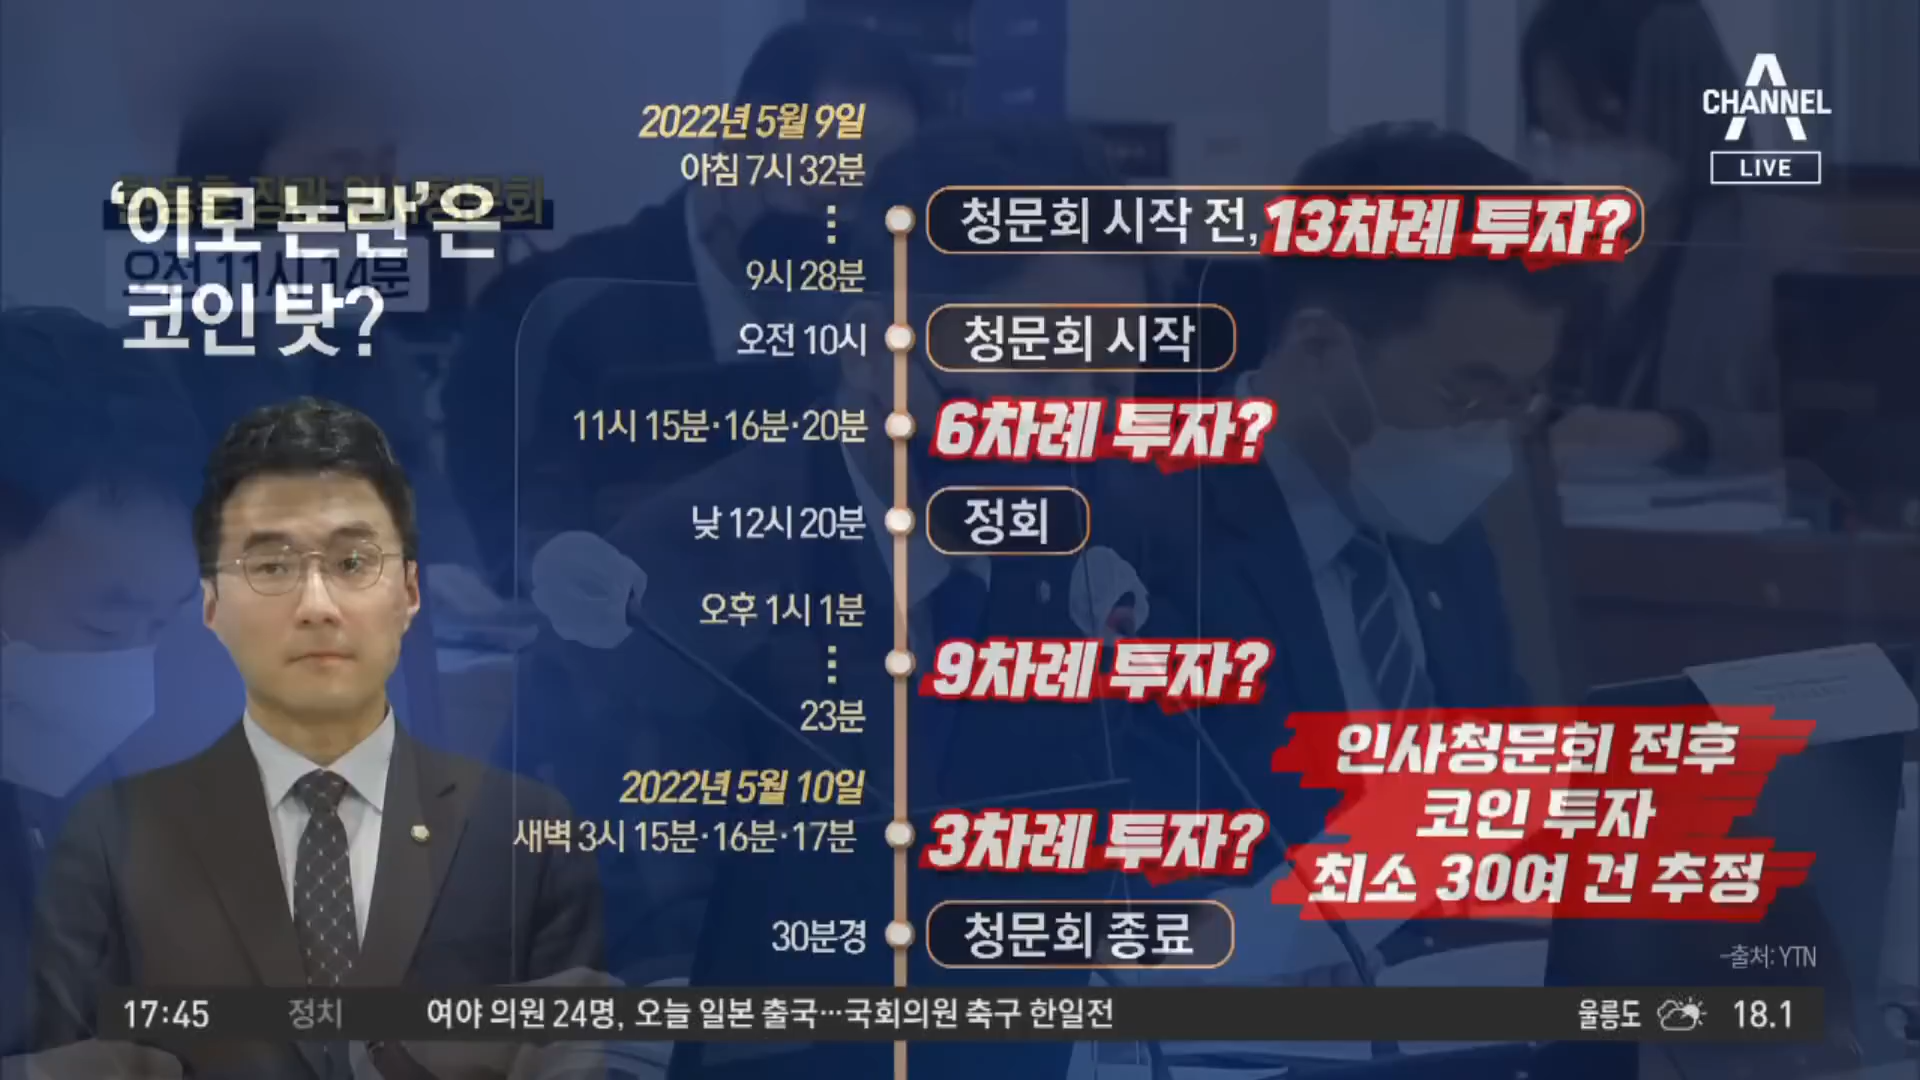 CHANNEL A
LIVE
'이모 논란'은
코인 탓?
오전 11시 14분
2022년 5월 9일
아침 7시 32분
9시 28분
청문회 시작 전, 13차례 투자?
오전 10시
청문회 시작
11시 15분·16분·20분
6차례 투자?
낮 12시 20분
정회
오후 1시 1분
23분
9차례 투자?
2022년 5월 10일
새벽 3시 15분·16분·17분
3차례 투자?
30분경
청문회 종료
인사청문회 전후
코인 투자
최소 30여 건 추정
-출처: YTN
17:45 정치 여야 의원 24명, 오늘 일본 출국…국회의원 축구 한일전 울릉도 18.1